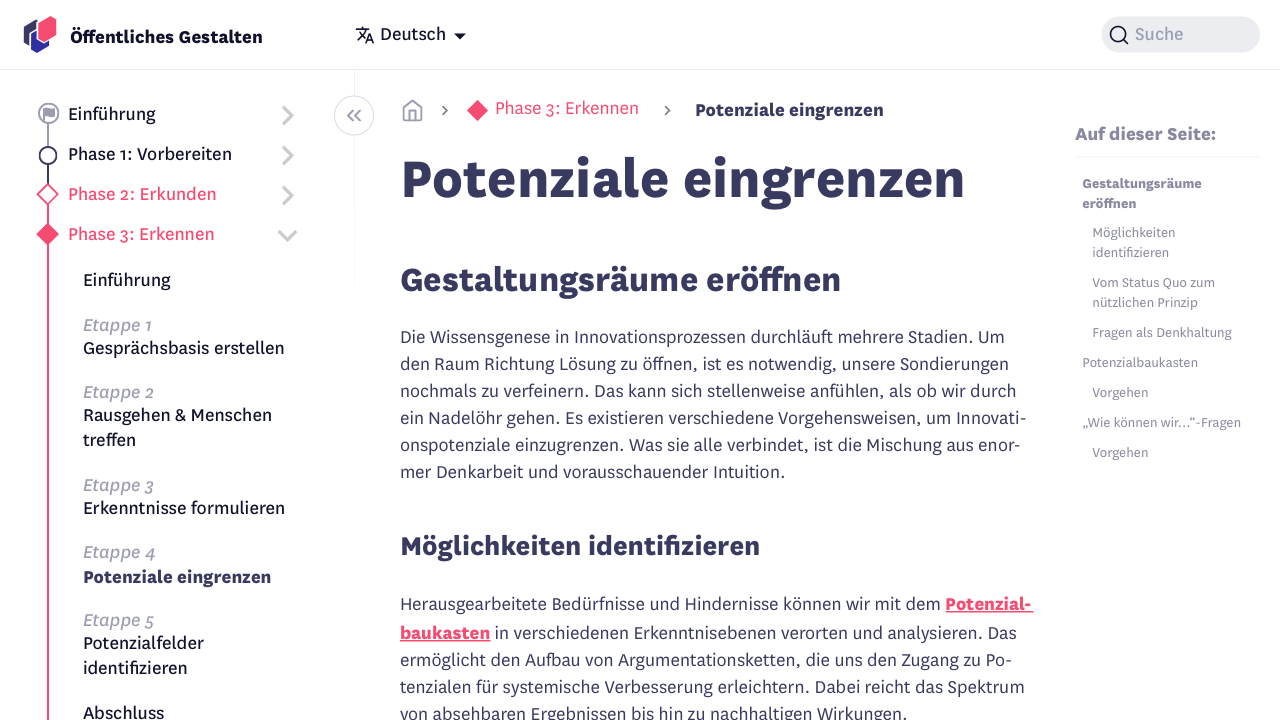 Öffentliches Gestalten
Deutsch
Suche
Einführung
Phase 1: Vorbereiten
Phase 2: Erkunden
Phase 3: Erkennen
Einführung
Etappe 1
Gesprächsbasis erstellen
Etappe 2
Rausgehen & Menschen
treffen
Etappe 3
Erkenntnisse formulieren
Etappe 4
Potenziale eingrenzen
Etappe 5
Potenzialfelder
identifizieren
Abschluss
Phase 3: Erkennen
Potenziale eingrenzen
Potenziale eingrenzen
Gestaltungsräume eröffnen
Die Wissensgenese in Innovationsprozessen durchläuft mehrere Stadien. Um
den Raum Richtung Lösung zu öffnen, ist es notwendig, unsere Sondierungen
nochmals zu verfeinern. Das kann sich stellenweise anfühlen, als ob wir durch
ein Nadelöhr gehen. Es existieren verschiedene Vorgehensweisen, um Innovati-
onspotenziale einzugrenzen. Was sie alle verbindet, ist die Mischung aus enor-
mer Denkarbeit und vorausschauender Intuition.
Möglichkeiten identifizieren
Herausgearbeitete Bedürfnisse und Hindernisse können wir mit dem Potenzial-
baukasten in verschiedenen Erkenntnisebenen verorten und analysieren. Das
ermöglicht den Aufbau von Argumentationsketten, die uns den Zugang zu Po-
tenzialen für systemische Verbesserung erleichtern. Dabei reicht das Spektrum
von absehbaren Ergebnissen bis hin zu nachhaltigen Wirkungen.
Auf dieser Seite:
Gestaltungsräume
eröffnen
Möglichkeiten
identifizieren
Vom Status Quo zum
nützlichen Prinzip
Fragen als Denkhaltung
Potenzialbaukasten
Vorgehen
„Wie können wir…“-Fragen
Vorgehen